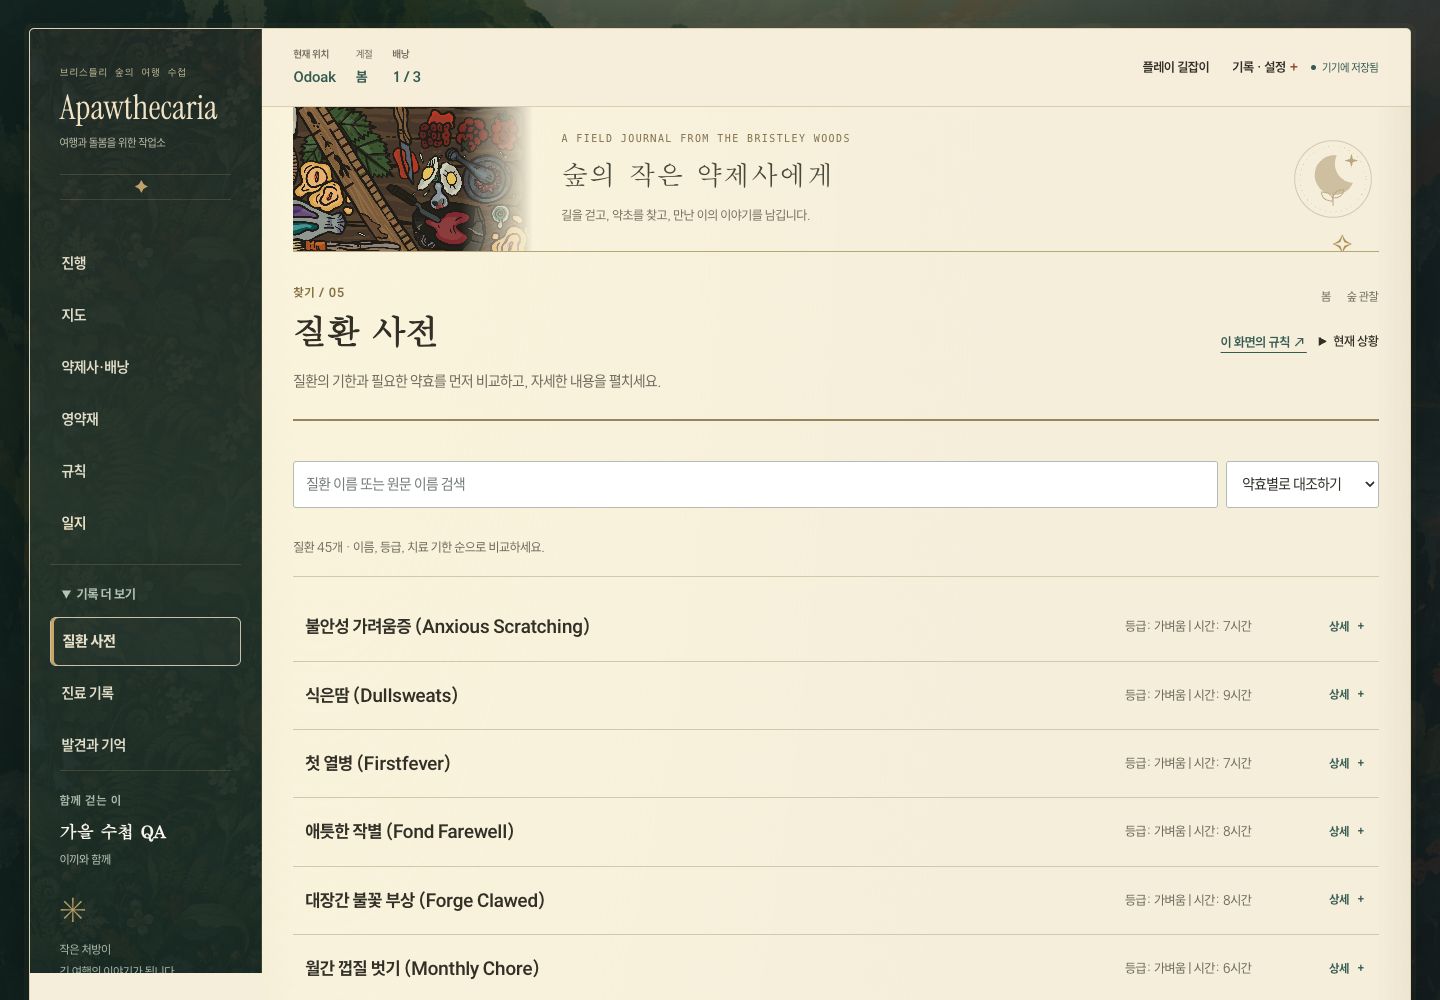 브리스틀리 숲의 여행 수첩
Apawthecaria
여행과 돌봄을 위한 작업소
진행
지도
약제사·배낭
영약재
규칙
일지
▼ 기록 더 보기
질환 사전
진료 기록
발견과 기억
함께 걷는 이
가을 수첩 QA
이끼와 함께
작은 처방이
긴 여행의 이야기가 됩니다
현재 위치 계절 배낭
Odoak 봄 1 / 3
플레이 길잡이 기록 · 설정 + 기기에 저장됨
A FIELD JOURNAL FROM THE BRISTLEY WOODS
숲의 작은 약제사에게
길을 걷고, 약초를 찾고, 만난 이의 이야기를 남깁니다.
찾기 / 05
봄 숲 관찰
질환 사전
이 화면의 규칙 ↗ ▶ 현재 상황
질환의 기한과 필요한 약효를 먼저 비교하고, 자세한 내용을 펼치세요.
질환 이름 또는 원문 이름 검색 약효별로 대조하기
질환 45개 · 이름, 등급, 치료 기한 순으로 비교하세요.
불안성 가려움증 (Anxious Scratching) 등급: 가벼움 | 시간: 7시간 상세 +
식은땀 (Dullsweats) 등급: 가벼움 | 시간: 9시간 상세 +
첫 열병 (Firstfever) 등급: 가벼움 | 시간: 7시간 상세 +
애틋한 작별 (Fond Farewell) 등급: 가벼움 | 시간: 8시간 상세 +
대장간 불꽃 부상 (Forge Clawed) 등급: 가벼움 | 시간: 8시간 상세 +
월간 껍질 벗기 (Monthly Chore) 등급: 가벼움 | 시간: 6시간 상세 +